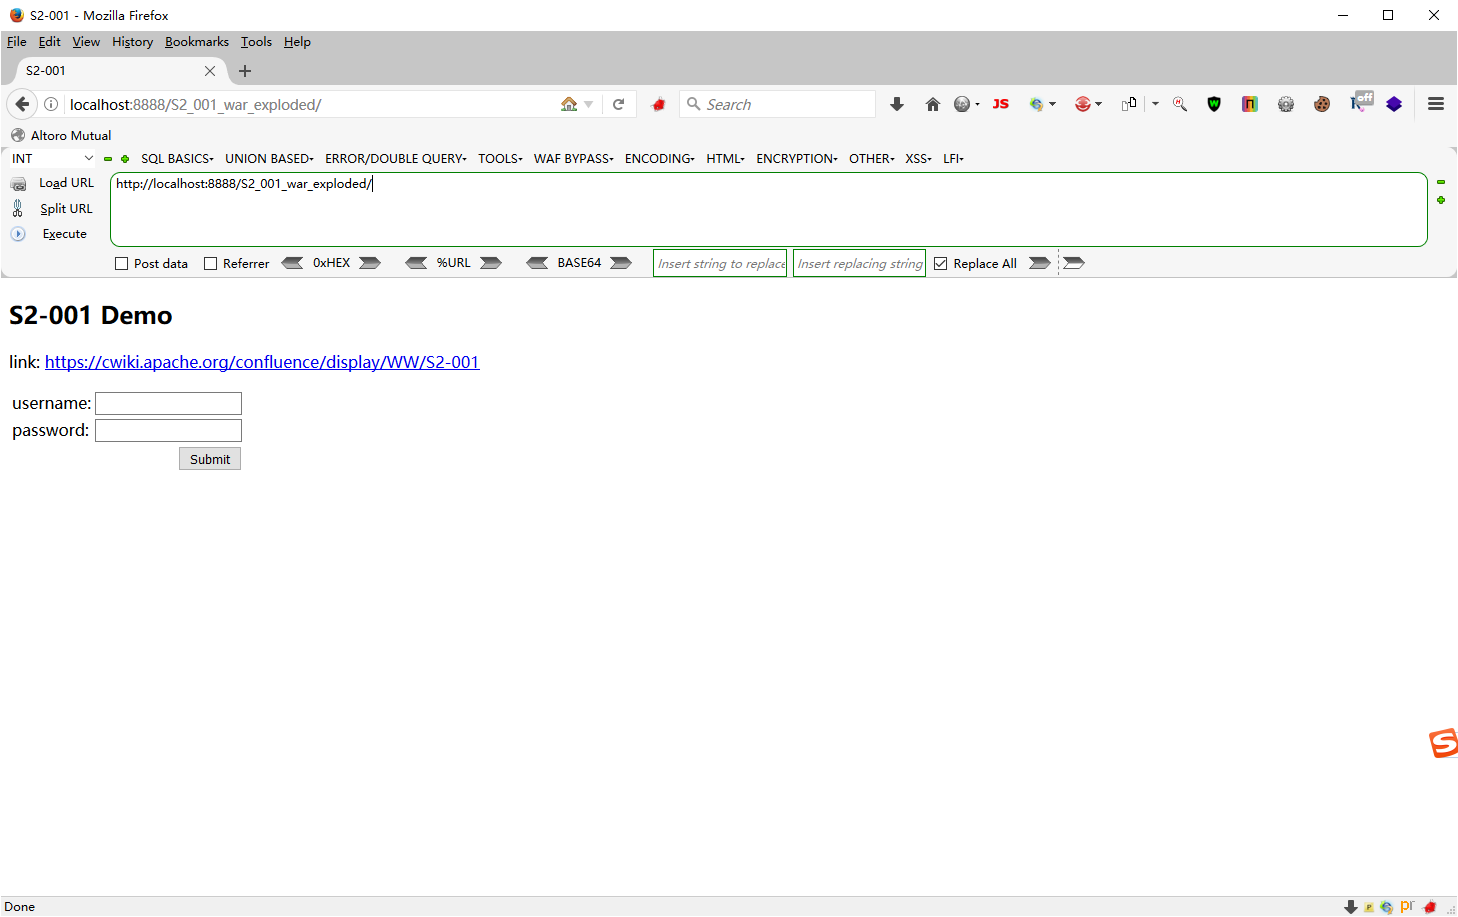 S2-001 - Mozilla Firefox
File Edit View History Bookmarks Tools Help
S2-001
localhost:8888/S2_001_war_exploded/ Search JS off
Altoro Mutual
INT SQL BASICS UNION BASED ERROR/DOUBLE QUERY TOOLS WAF BYPASS ENCODING HTML ENCRYPTION OTHER XSS LFI
Load URL http://localhost:8888/S2_001_war_exploded/
Split URL
Execute
Post data Referrer 0xHEX %URL BASE64 Insert string to replace Insert replacing string Replace All
S2-001 Demo
link: https://cwiki.apache.org/confluence/display/WW/S2-001
username:
password:
Submit
S
Done P pr